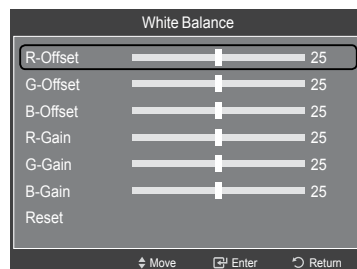 White Balance
R-Offset 25
G-Offset 25
B-Offset 25
R-Gain 25
G-Gain 25
B-Gain 25
Reset
Move Enter Return